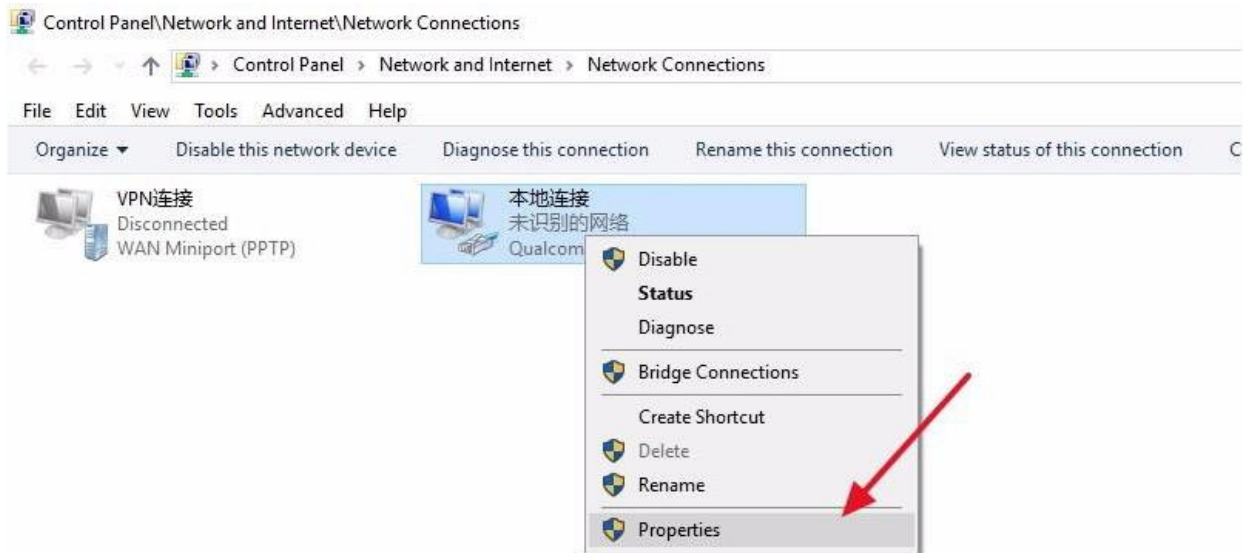 Control Panel\Network and Internet\Network Connections
Control Panel > Network and Internet > Network Connections
File Edit View Tools Advanced Help
Organize Disable this network device Diagnose this connection Rename this connection View status of this connection C
VPN连接
Disconnected
WAN Miniport (PPTP)
本地连接
未识别的网络
Qualcom
Disable
Status
Diagnose
Bridge Connections
Create Shortcut
Delete
Rename
Properties